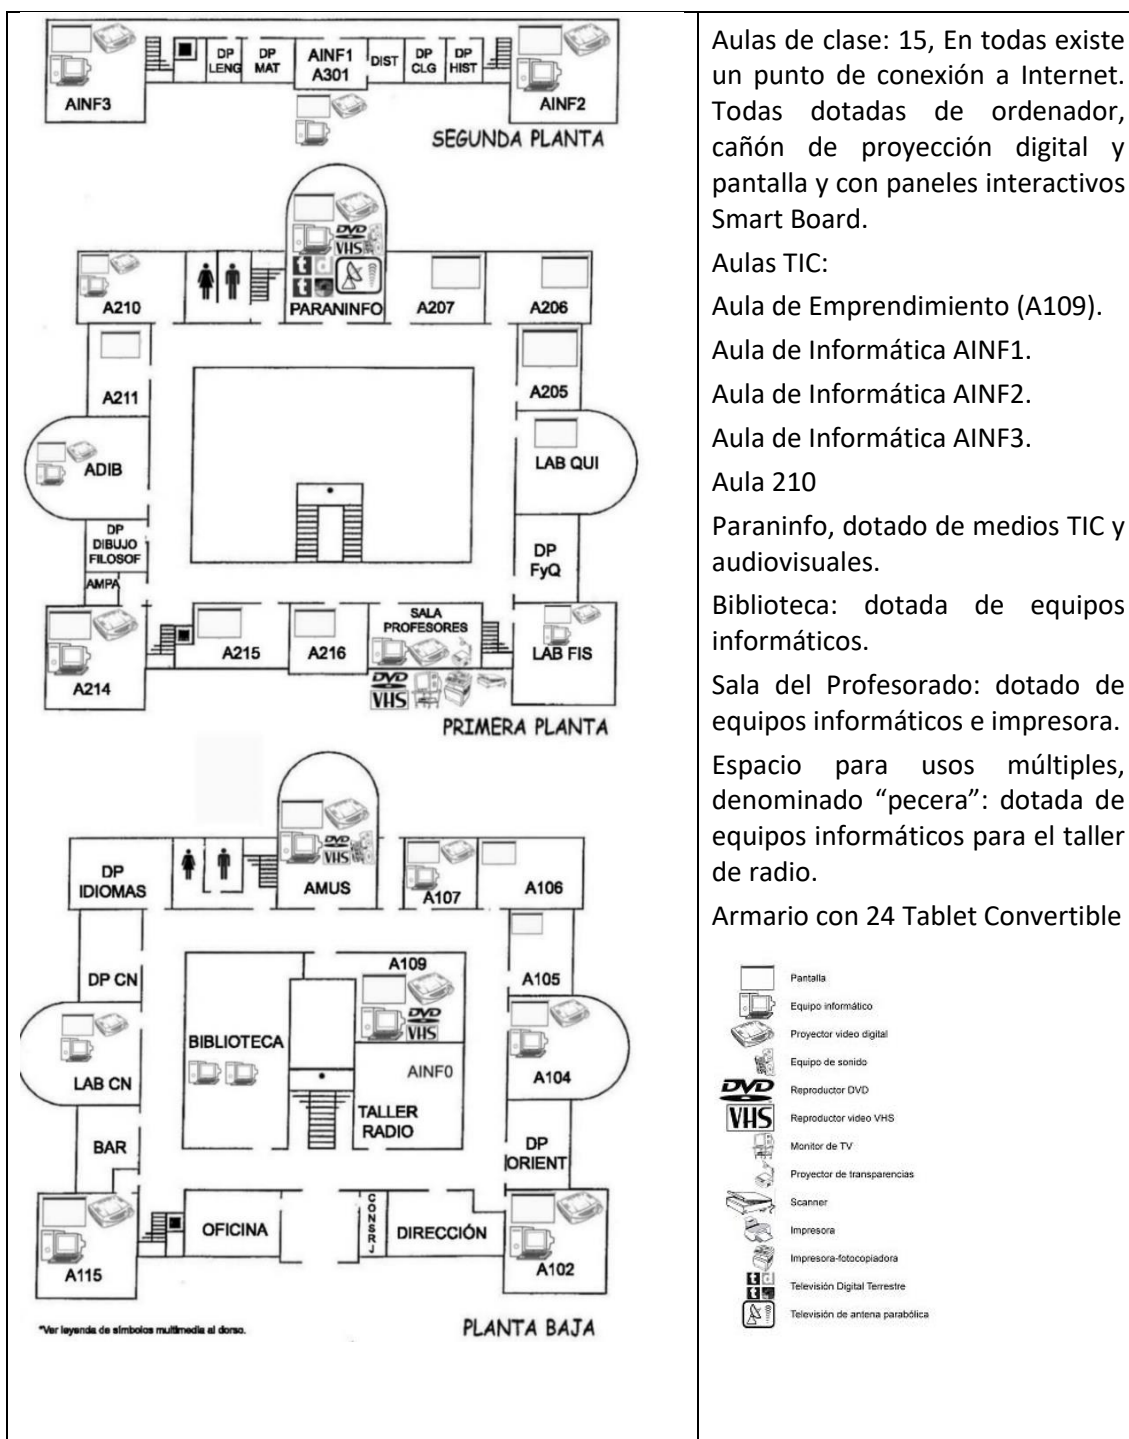 DP LENG
DP MAT
AINF1 A301
DIST
DP CLG
DP HIST
AINF3
AINF2
SEGUNDA PLANTA
DVD
VHS
t d
t
PARANINFO
A210
A207
A206
A211
A205
ADIB
LAB QUI
DP DIBUJO FILOSOF
DP FyQ
AMPA
SALA PROFESORES
A215
A216
LAB FIS
A214
DVD
VHS
PRIMERA PLANTA
DP IDIOMAS
DVD
VHS
AMUS
A107
A106
DP CN
A109
DVD
VHS
A105
BIBLIOTECA
LAB CN
AINF0
A104
TALLER RADIO
BAR
DP ORIENT
OFICINA
CONSRJ
DIRECCIÓN
A115
A102
*Ver leyenda de símbolos multimedia al dorso.
PLANTA BAJA
Aulas de clase: 15, En todas existe
un punto de conexión a Internet.
Todas dotadas de ordenador,
cañón de proyección digital y
pantalla y con paneles interactivos
Smart Board.
Aulas TIC:
Aula de Emprendimiento (A109).
Aula de Informática AINF1.
Aula de Informática AINF2.
Aula de Informática AINF3.
Aula 210
Paraninfo, dotado de medios TIC y
audiovisuales.
Biblioteca: dotada de equipos
informáticos.
Sala del Profesorado: dotado de
equipos informáticos e impresora.
Espacio para usos múltiples,
denominado “pecera”: dotada de
equipos informáticos para el taller
de radio.
Armario con 24 Tablet Convertible
Pantalla
Equipo informático
Proyector video digital
Equipo de sonido
DVD Reproductor DVD
VHS Reproductor video VHS
Monitor de TV
Proyector de transparencias
Scanner
Impresora
Impresora-fotocopiadora
t d
t Televisión Digital Terrestre
Televisión de antena parabólica